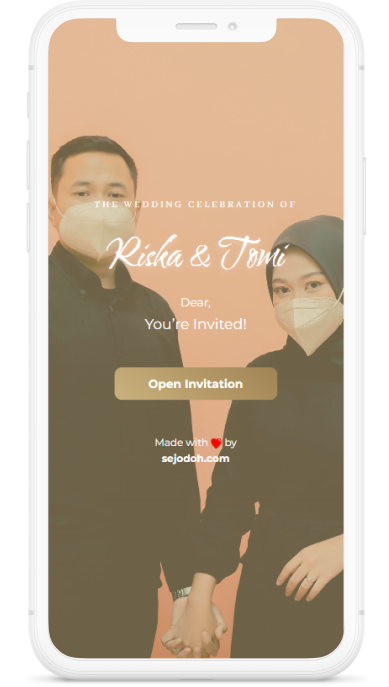 THE WEDDING CELEBRATION OF
Riska & Tomi
Dear,
You're Invited!
Open Invitation
Made with ❤ by
sejodoh.com